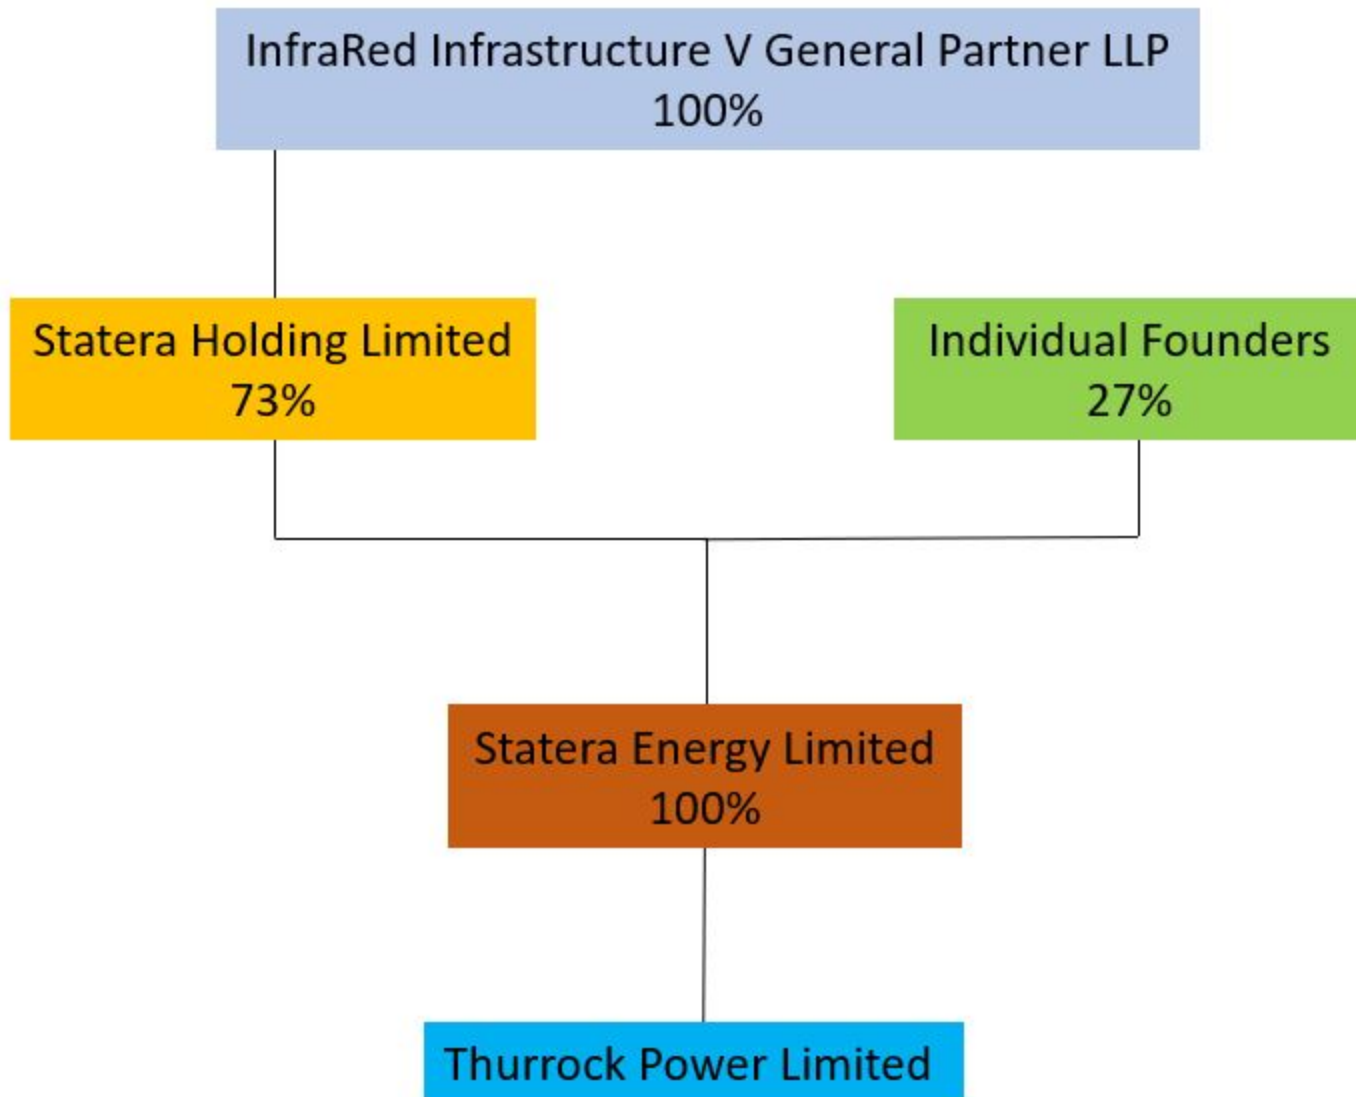 InfraRed Infrastructure V General Partner LLP
100%
Statera Holding Limited
73%
Individual Founders
27%
Statera Energy Limited
100%
Thurrock Power Limited